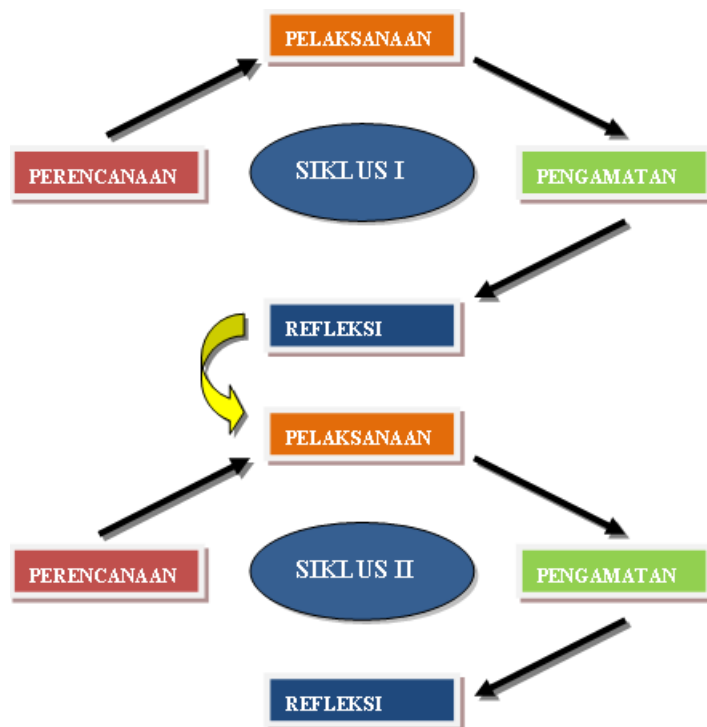 PELAKSANAAN
PERENCANAAN
SIKLUS I
PENGAMATAN
REFLEKSI
PELAKSANAAN
PERENCANAAN
SIKLUS II
PENGAMATAN
REFLEKSI